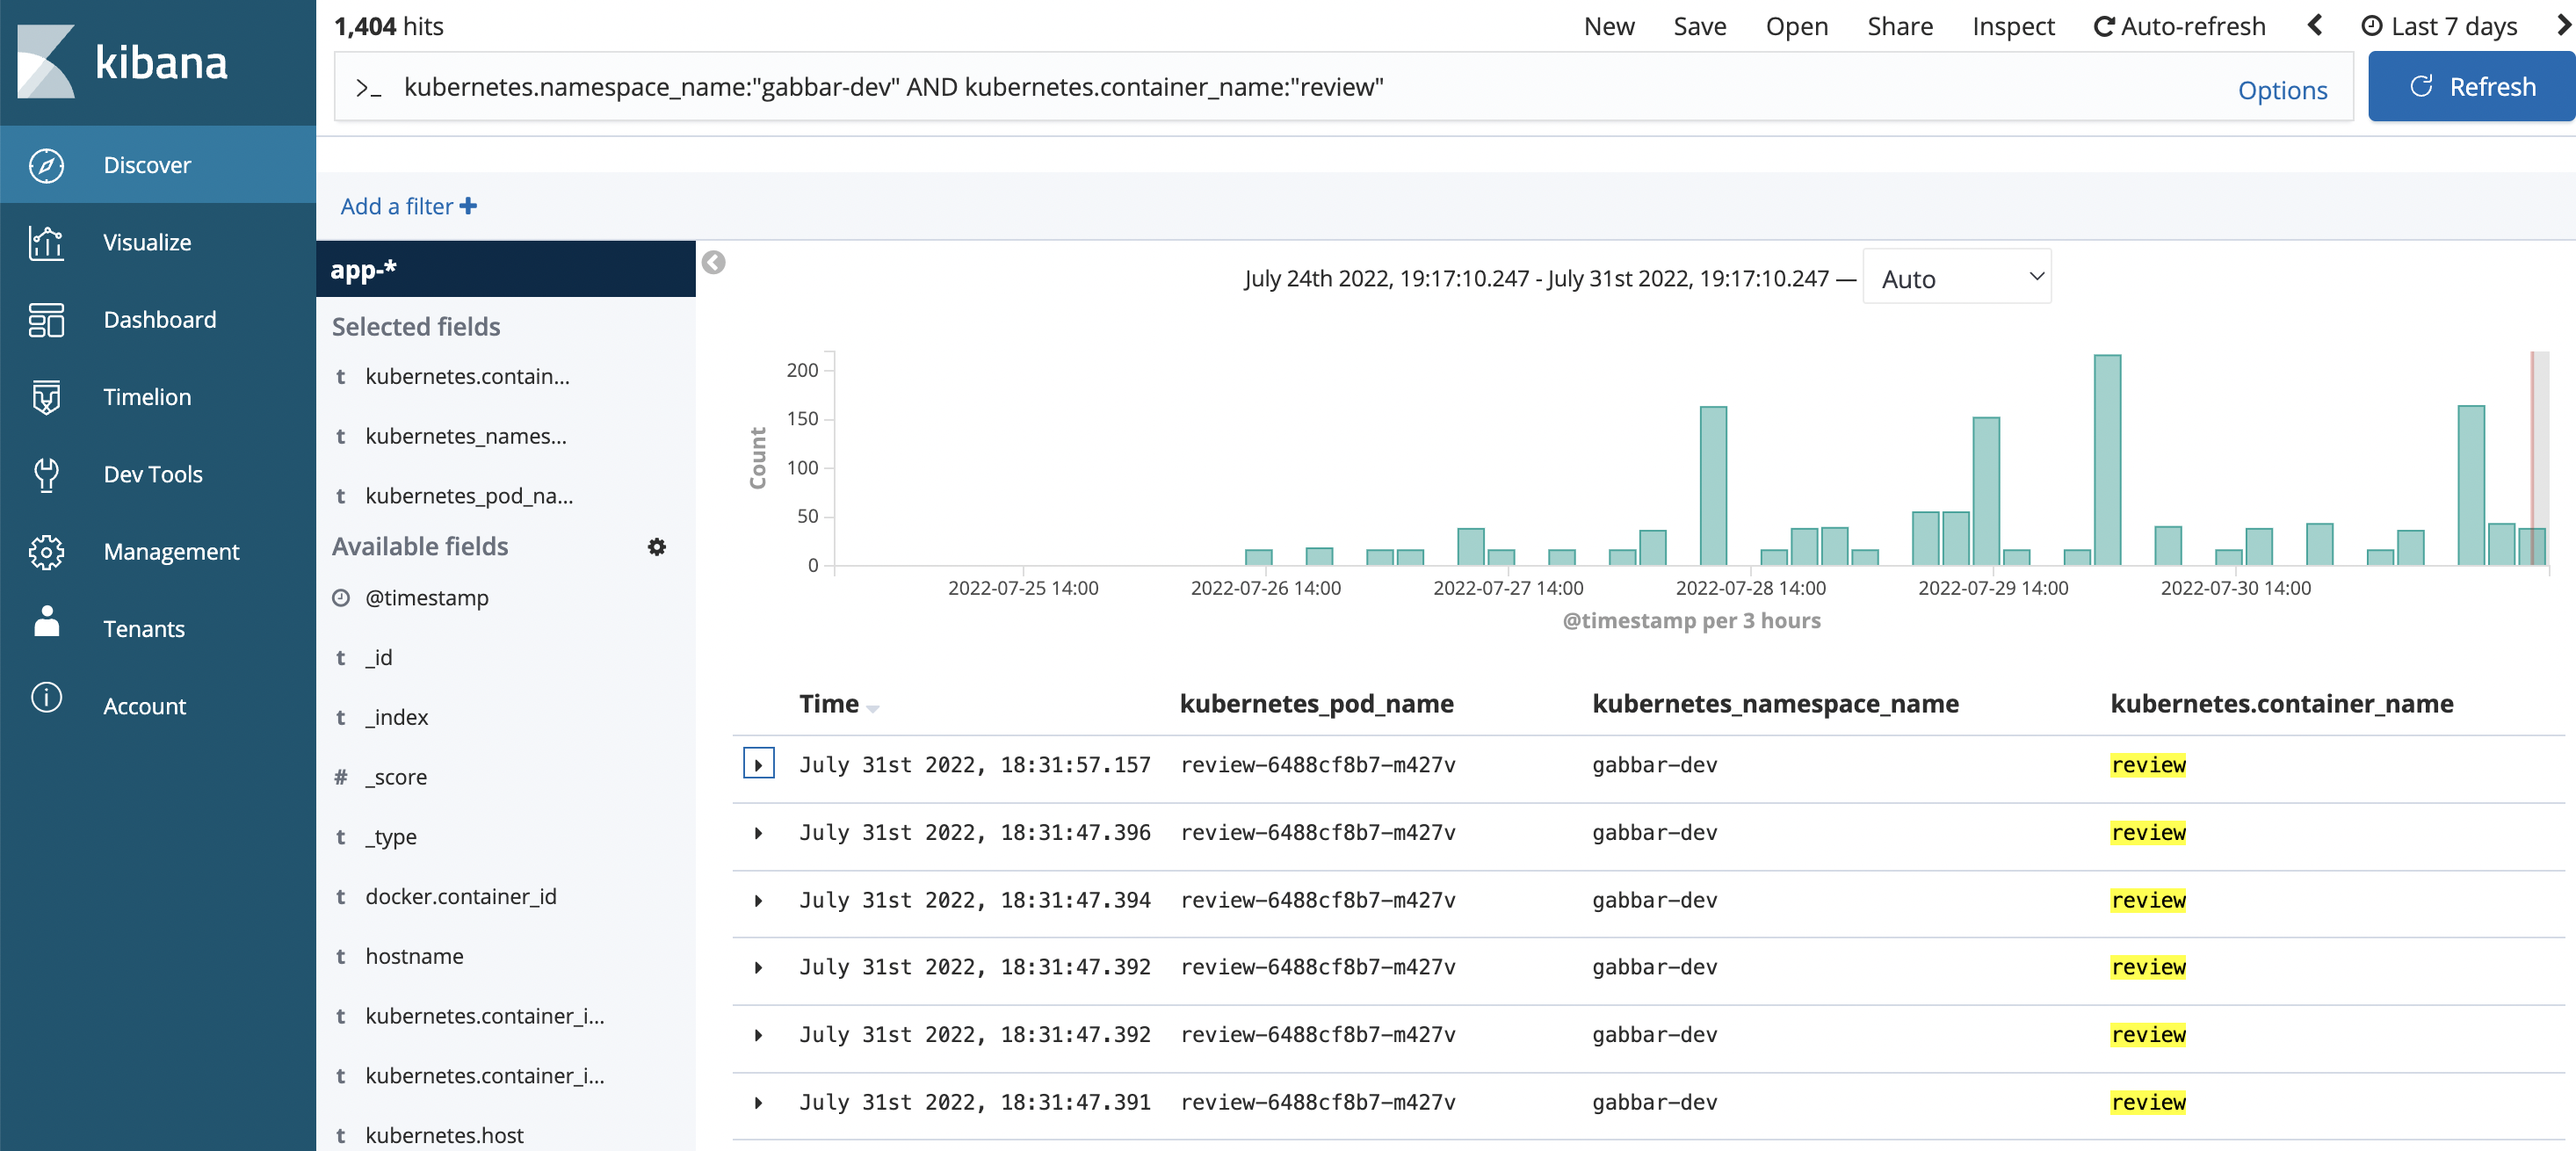 kibana
Discover
Visualize
Dashboard
Timelion
Dev Tools
Management
Tenants
Account
1,404 hits
New Save Open Share Inspect Auto-refresh Last 7 days
>_ kubernetes.namespace_name:"gabbar-dev" AND kubernetes.container_name:"review" Options Refresh
Add a filter +
app-*
Selected fields
t kubernetes.contain...
t kubernetes_names...
t kubernetes_pod_na...
Available fields
@timestamp
t _id
t _index
# _score
t _type
t docker.container_id
t hostname
t kubernetes.container_i...
t kubernetes.container_i...
t kubernetes.host
July 24th 2022, 19:17:10.247 - July 31st 2022, 19:17:10.247 — Auto
Count
200
150
100
50
0
2022-07-25 14:00 2022-07-26 14:00 2022-07-27 14:00 2022-07-28 14:00 2022-07-29 14:00 2022-07-30 14:00
@timestamp per 3 hours
Time kubernetes_pod_name kubernetes_namespace_name kubernetes.container_name
July 31st 2022, 18:31:57.157 review-6488cf8b7-m427v gabbar-dev review
July 31st 2022, 18:31:47.396 review-6488cf8b7-m427v gabbar-dev review
July 31st 2022, 18:31:47.394 review-6488cf8b7-m427v gabbar-dev review
July 31st 2022, 18:31:47.392 review-6488cf8b7-m427v gabbar-dev review
July 31st 2022, 18:31:47.392 review-6488cf8b7-m427v gabbar-dev review
July 31st 2022, 18:31:47.391 review-6488cf8b7-m427v gabbar-dev review